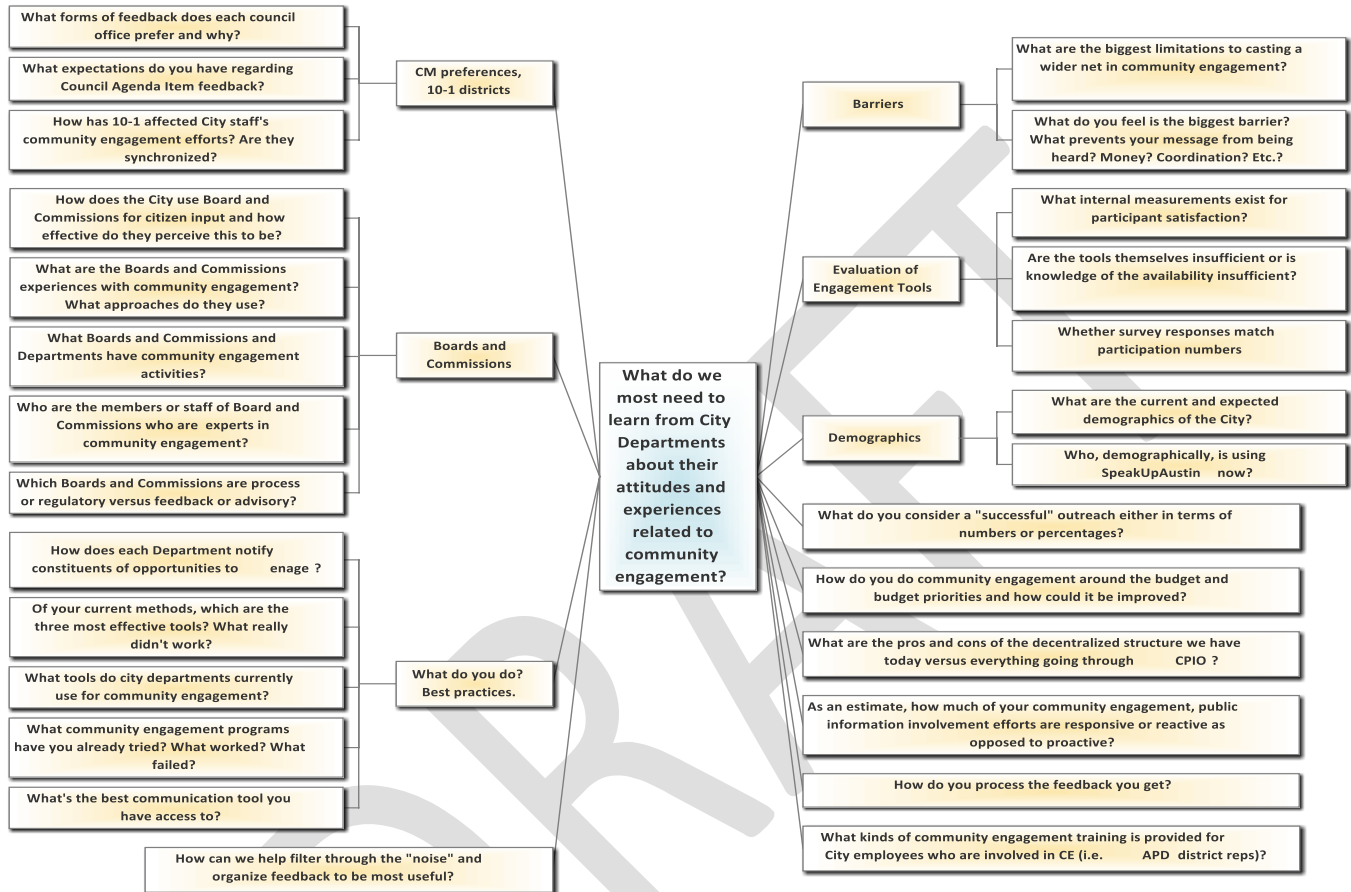 What forms of feedback does each council
office prefer and why?
What expectations do you have regarding
Council Agenda Item feedback?
How has 10-1 affected City staff's
community engagement efforts? Are they
synchronized?
CM preferences,
10-1 districts
How does the City use Board and
Commissions for citizen input and how
effective do they perceive this to be?
What are the Boards and Commissions
experiences with community engagement?
What approaches do they use?
What Boards and Commissions and
Departments have community engagement
activities?
Who are the members or staff of Board and
Commissions who are experts in
community engagement?
Which Boards and Commissions are process
or regulatory versus feedback or advisory?
Boards and
Commissions
How does each Department notify
constituents of opportunities to enage ?
Of your current methods, which are the
three most effective tools? What really
didn't work?
What tools do city departments currently
use for community engagement?
What community engagement programs
have you already tried? What worked? What
failed?
What's the best communication tool you
have access to?
What do you do?
Best practices.
How can we help filter through the "noise" and
organize feedback to be most useful?
What do we
most need to
learn from City
Departments
about their
attitudes and
experiences
related to
community
engagement?
Barriers
What are the biggest limitations to casting a
wider net in community engagement?
What do you feel is the biggest barrier?
What prevents your message from being
heard? Money? Coordination? Etc.?
Evaluation of
Engagement Tools
What internal measurements exist for
participant satisfaction?
Are the tools themselves insufficient or is
knowledge of the availability insufficient?
Whether survey responses match
participation numbers
Demographics
What are the current and expected
demographics of the City?
Who, demographically, is using
SpeakUpAustin now?
What do you consider a "successful" outreach either in terms of
numbers or percentages?
How do you do community engagement around the budget and
budget priorities and how could it be improved?
What are the pros and cons of the decentralized structure we have
today versus everything going through CPIO ?
As an estimate, how much of your community engagement, public
information involvement efforts are responsive or reactive as
opposed to proactive?
How do you process the feedback you get?
What kinds of community engagement training is provided for
City employees who are involved in CE (i.e. APD district reps)?
DRAFT